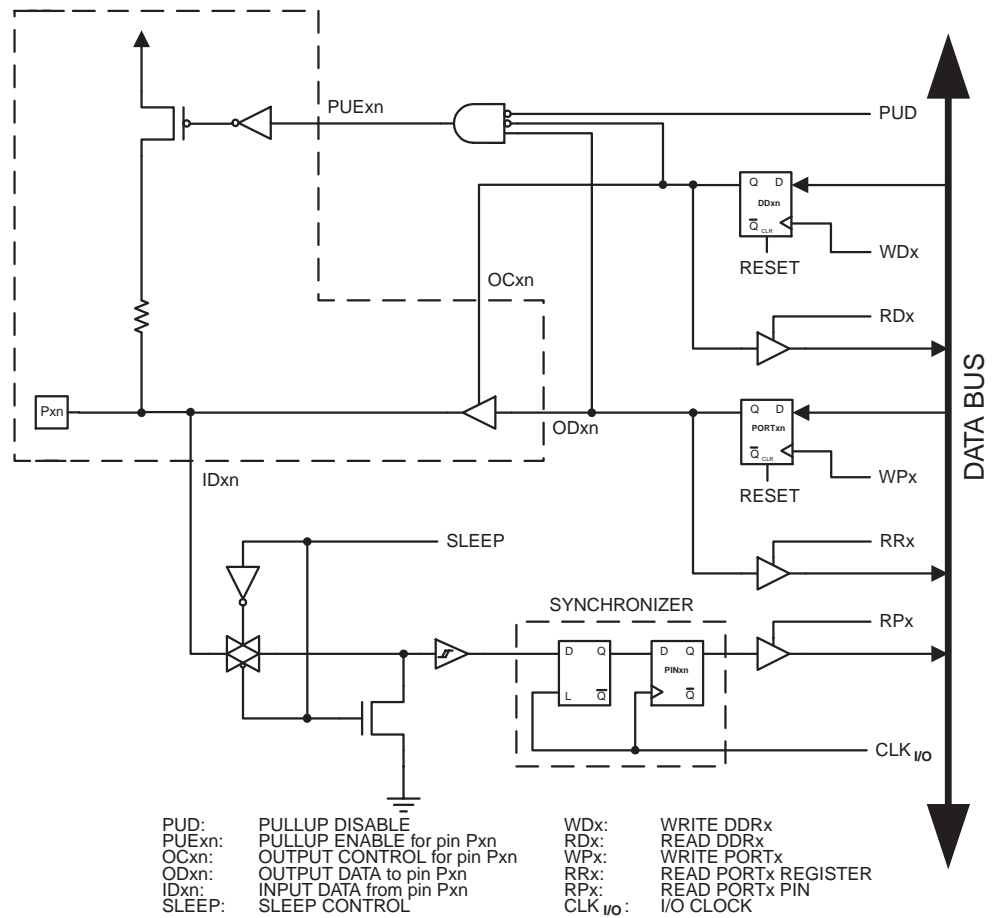 PUExn
PUD
Q D
DDxn
Q CLR
WDx
RESET
OCxn
RDx
Pxn
Q D
ODxn
PORTxn
Q CLR
IDxn
WPx
RESET
DATA BUS
SLEEP
RRx
SYNCHRONIZER
RPx
D Q
D Q
PINxn
L Q
Q
CLK I/O
PUD: PULLUP DISABLE
PUExn: PULLUP ENABLE for pin Pxn
OCxn: OUTPUT CONTROL for pin Pxn
ODxn: OUTPUT DATA to pin Pxn
IDxn: INPUT DATA from pin Pxn
SLEEP: SLEEP CONTROL
WDx: WRITE DDRx
RDx: READ DDRx
WPx: WRITE PORTx
RRx: READ PORTx REGISTER
RPx: READ PORTx PIN
CLK I/O: I/O CLOCK